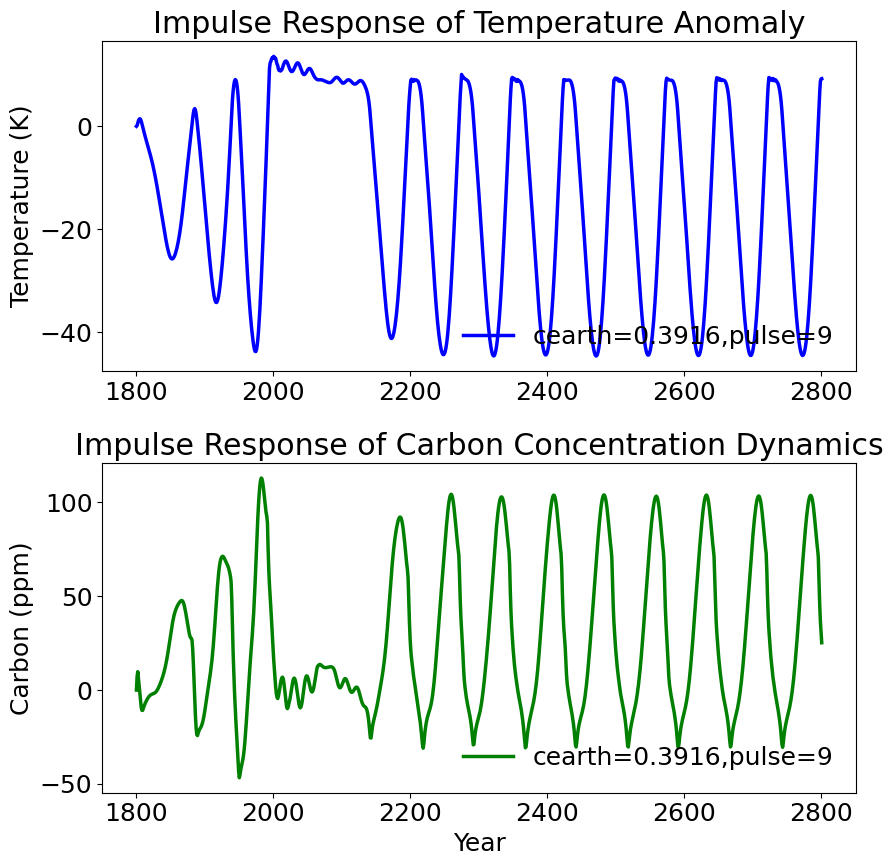 Impulse Response of Temperature Anomaly
Temperature (K)
0
−20
−40
cearth=0.3916,pulse=9
1800 2000 2200 2400 2600 2800
Impulse Response of Carbon Concentration Dynamics
Carbon (ppm)
100
50
0
−50
cearth=0.3916,pulse=9
1800 2000 2200 2400 2600 2800
Year